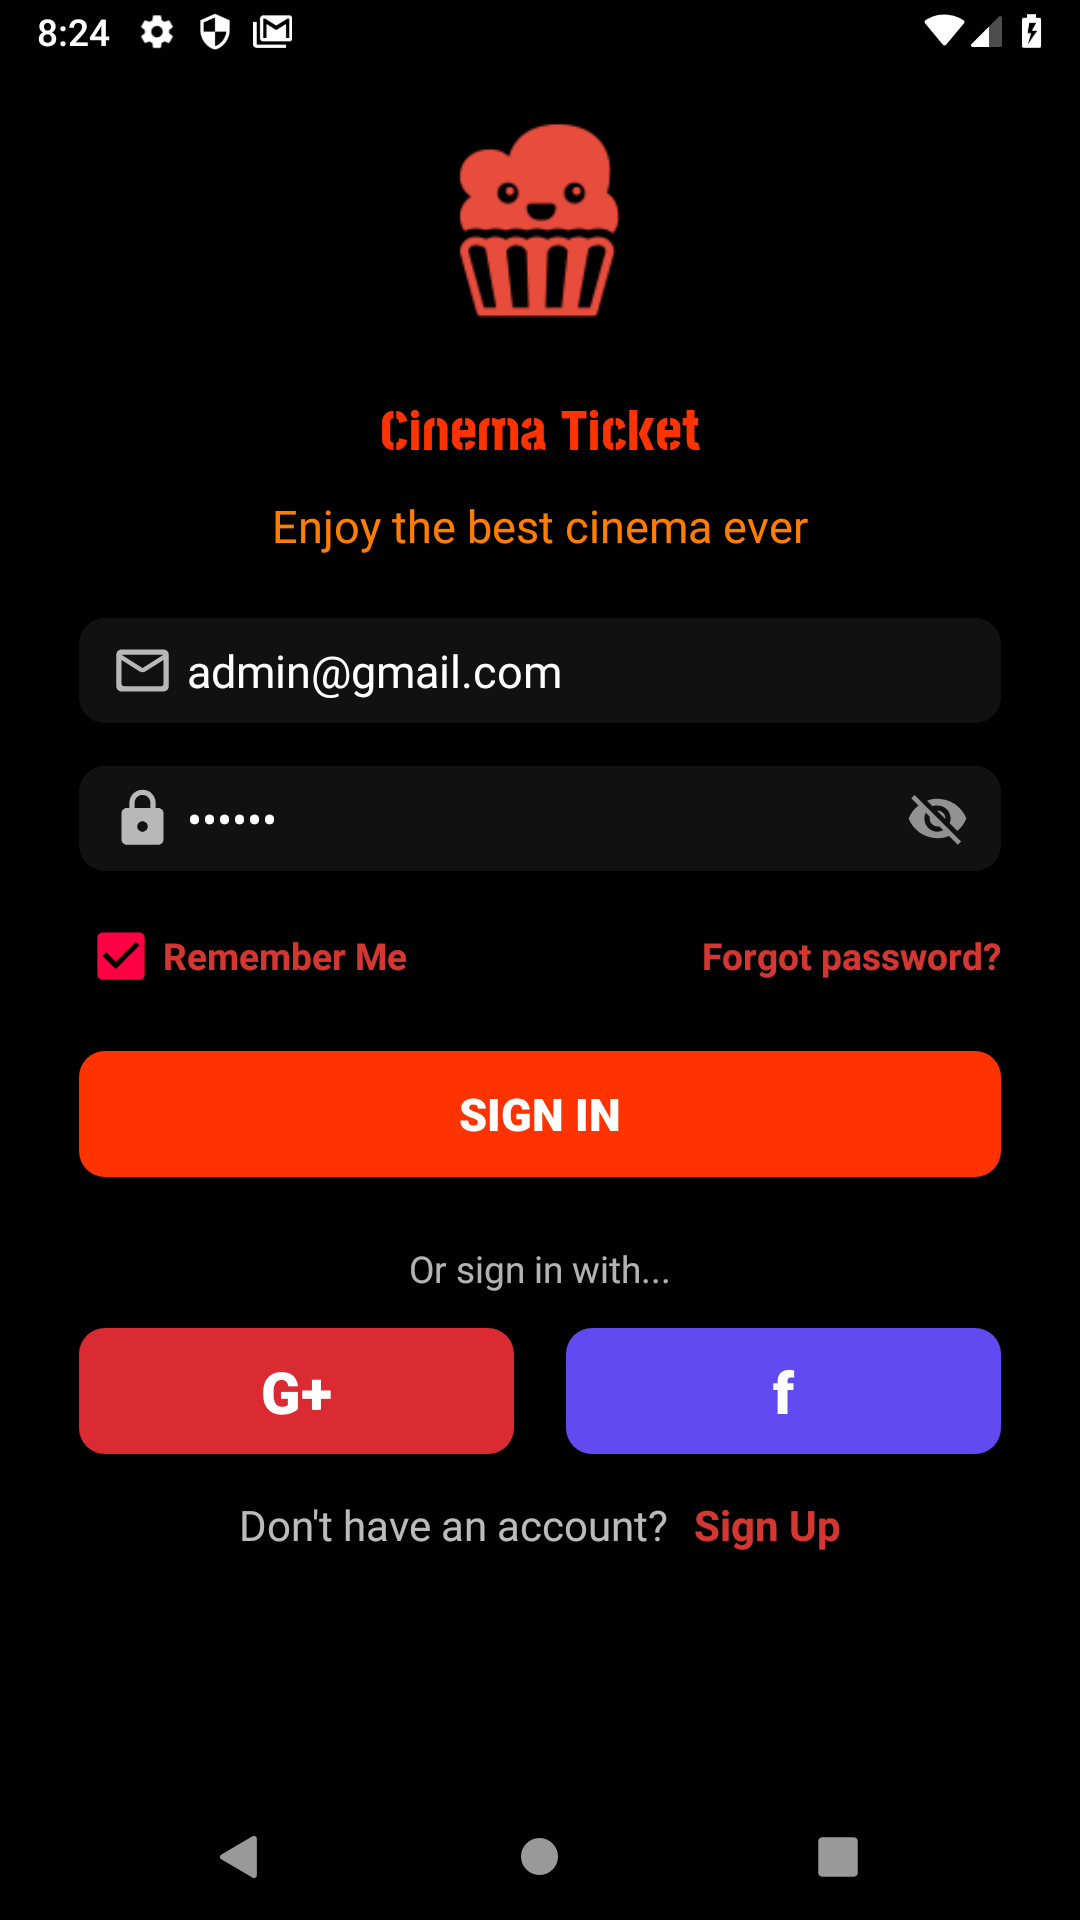 8:24
Cinema Ticket
Enjoy the best cinema ever
admin@gmail.com
••••••
Remember Me
Forgot password?
SIGN IN
Or sign in with...
G+
f
Don't have an account? Sign Up